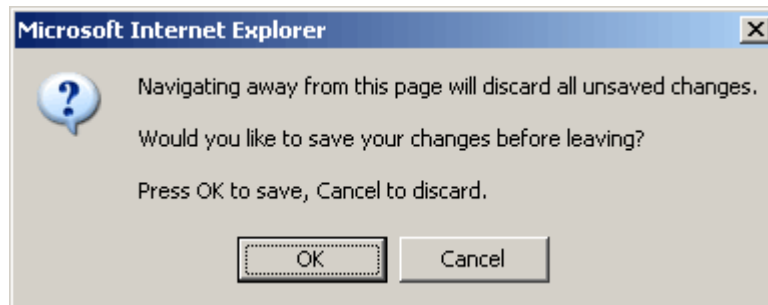 Microsoft Internet Explorer
Navigating away from this page will discard all unsaved changes.
Would you like to save your changes before leaving?
Press OK to save, Cancel to discard.
OK
Cancel